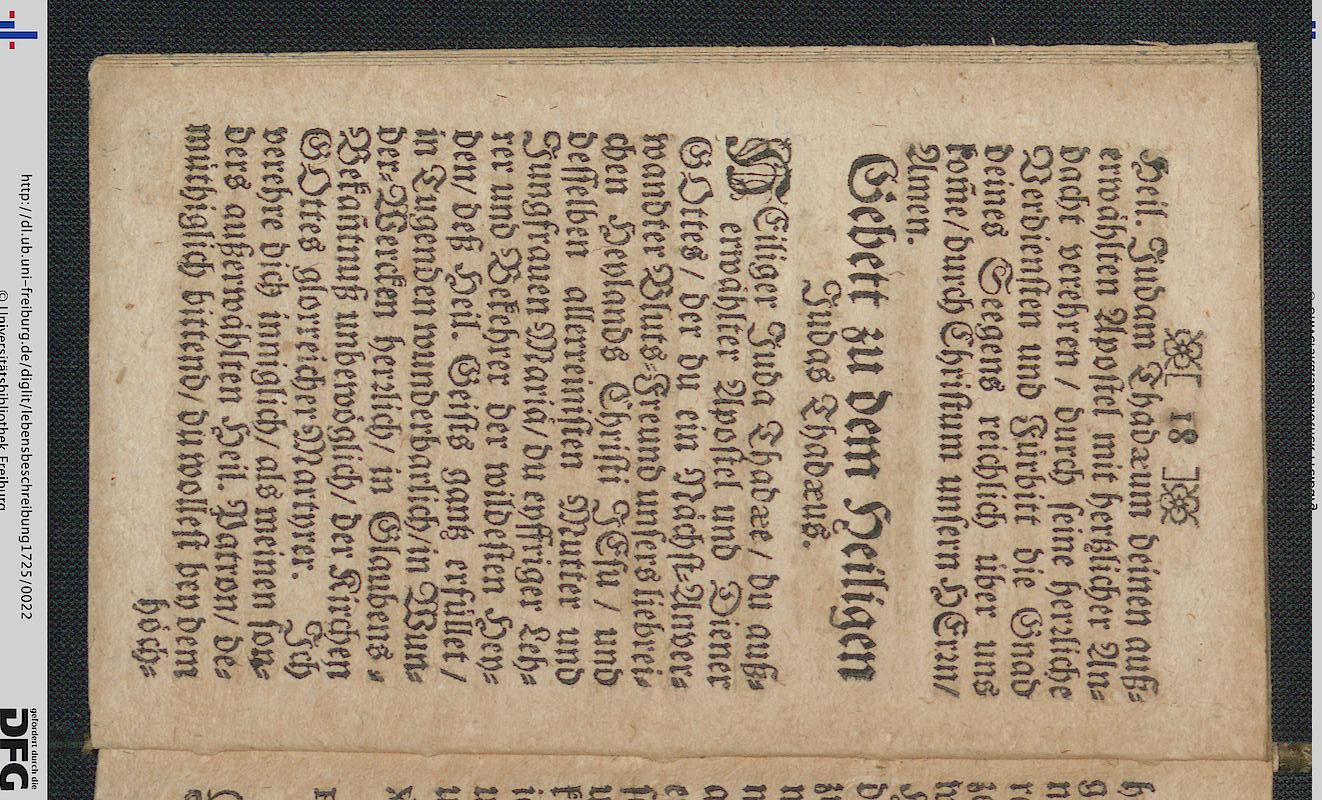 [ 18 ]
Heil. Judam Thadæum deinen auß-
erwählten Apostel mit hertzlicher An-
dacht verehren / durch seine herzliche
Verdiensten und Fürbitt die Gnad
deines Seegens reichlich über uns
kom̃e / durch Christum unsern HErrn /
Amen.
Gebett zu dem Heiligen
Judas Thadæus.
HEiliger Juda Thadæe / du auß-
erwählter Apostel und Diener
GOttes / der du ein Nächst-Anver-
wandter Bluts-Freund unsers liebrei-
chen Heylands Christi JEsu / und
desselben allerreinisten Mutter und
Jungfrauen Mariä / du eyffriger Leh-
rer und Bekehrer der wildesten Hey-
den / deß Heil. Geists gantz erfüllet /
in Tugenden wunderbarlich / in Wun-
der-Wercken herzlich / in Glaubens-
Bekañtnuß unbewöglich / der Kirchen
GOttes glorreicher Martyrer. Ich
verehre dich inniglich / als meinen son-
ders außerwählten Heil. Patron / de-
müthiglich bittend / du wollest bey dem
höch-
http://dl.ub.uni-freiburg.de/diglit/lebensbeschreibung1725/0022
© Universitätsbibliothek Freiburg
gefördert durch die
DFG